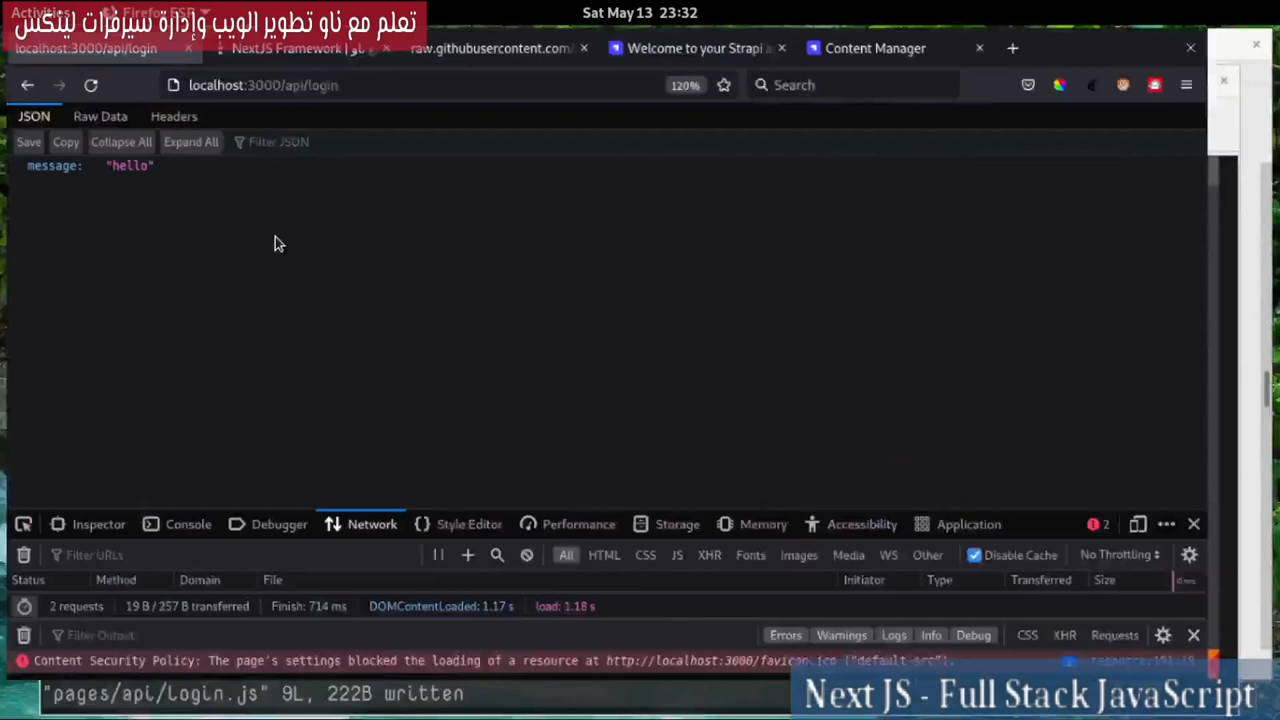 Activities Firefox ESR Sat May 13 23:32
تعلم مع ناو تطوير الويب وإدارة سيرفرات لينكس
localhost:3000/api/login NextJS Framework | raw.githubusercontent.com/ Welcome to your Strapi Content Manager
localhost:3000/api/login 120% Search
JSON Raw Data Headers
Save Copy Collapse All Expand All Filter JSON
message: "hello"
Inspector Console Debugger Network Style Editor Performance Storage Memory Accessibility Application 2
Filter URLs All HTML CSS JS XHR Fonts Images Media WS Other Disable Cache No Throttling
Status Method Domain File Initiator Type Transferred Size 0 ms
2 requests 19 B / 257 B transferred Finish: 714 ms DOMContentLoaded: 1.17 s load: 1.18 s
Filter Output Errors Warnings Logs Info Debug CSS XHR Requests
Content Security Policy: The page's settings blocked the loading of a resource at http://localhost:3000/favicon.ico ("default-src").
"pages/api/login.js" 9L, 222B written
Next JS - Full Stack JavaScript